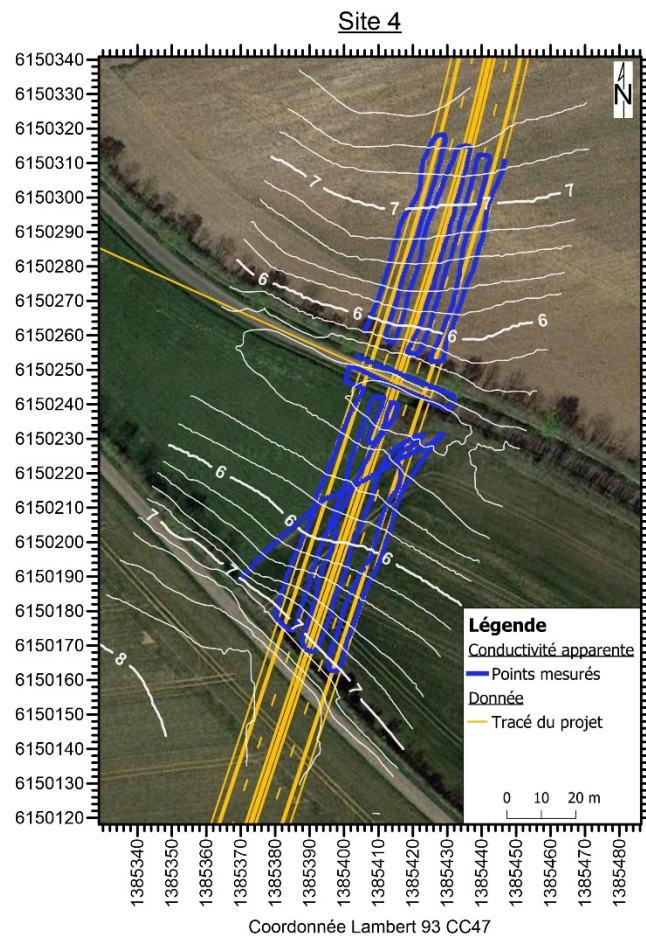 Site 4
6150340
6150330
6150320
6150310
6150300
6150290
6150280
6150270
6150260
6150250
6150240
6150230
6150220
6150210
6150200
6150190
6150180
6150170
6150160
6150150
6150140
6150130
6150120
N
7 7 7 7
6 6 6 6
6 6 6
7 7 7 7
8
Légende
Conductivité apparente
Points mesurés
Donnée
Tracé du projet
0 10 20 m
1385340 1385350 1385360 1385370 1385380 1385390 1385400 1385410 1385420 1385430 1385440 1385450 1385460 1385470 1385480
Coordonnée Lambert 93 CC47